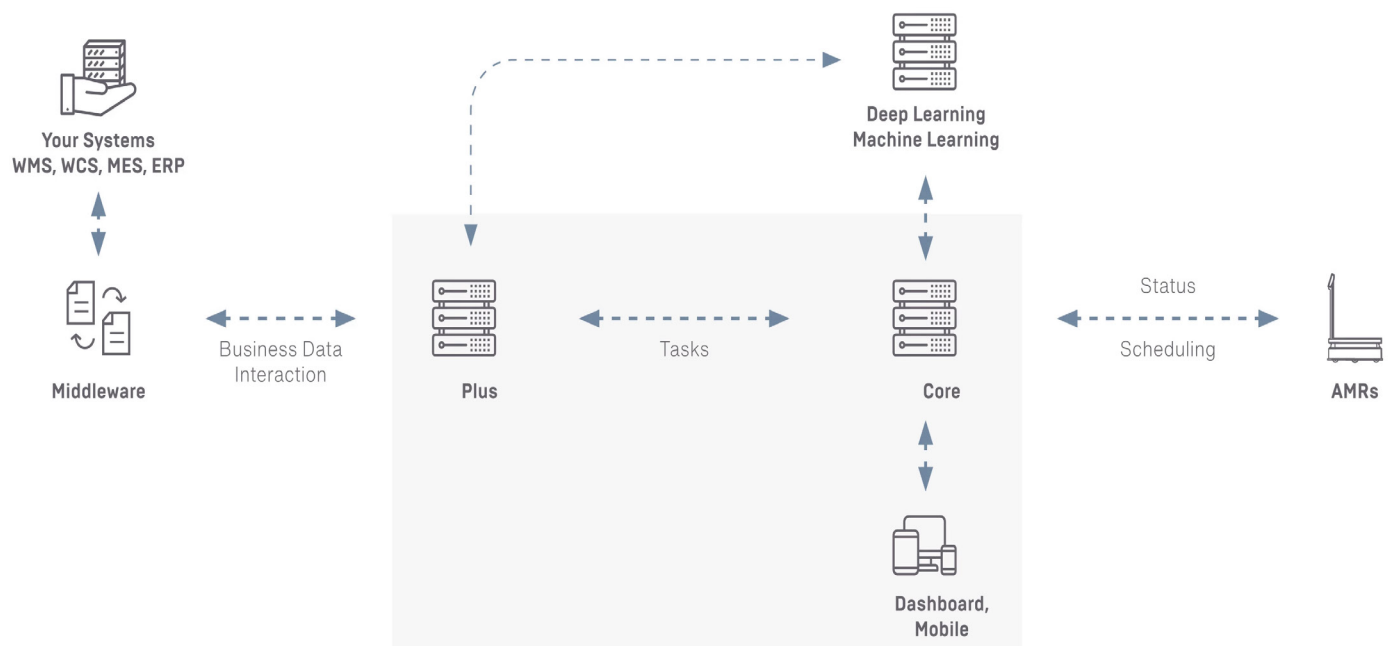 Deep Learning
Machine Learning
Your Systems
WMS, WCS, MES, ERP
Status
Business Data
Interaction
Tasks
Scheduling
Middleware
Plus
Core
AMRs
Dashboard,
Mobile